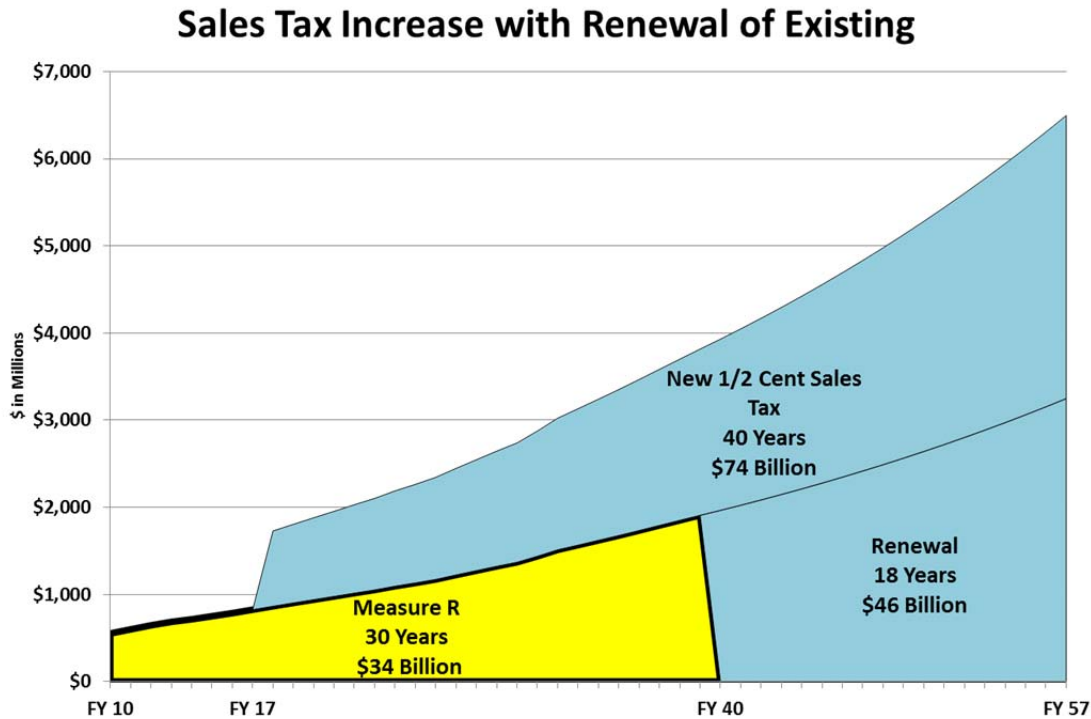 Sales Tax Increase with Renewal of Existing
$7,000
$6,000
$5,000
$4,000
$3,000
$2,000
$1,000
$0
$ in Millions
New 1/2 Cent Sales
Tax
40 Years
$74 Billion
Renewal
18 Years
$46 Billion
Measure R
30 Years
$34 Billion
FY 10
FY 17
FY 40
FY 57